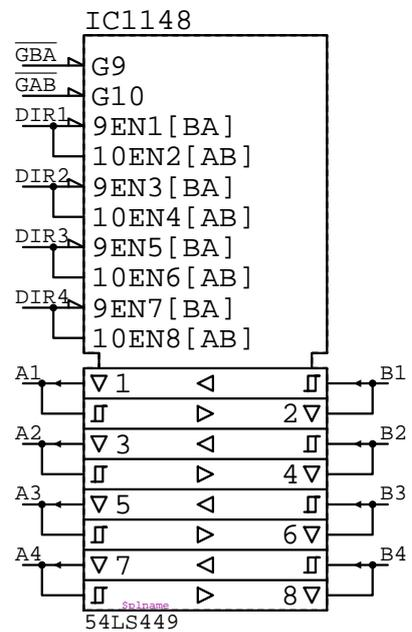 IC1148
GBA
G9
GAB
G10
DIR1
9EN1[BA]
10EN2[AB]
DIR2
9EN3[BA]
10EN4[AB]
DIR3
9EN5[BA]
10EN6[AB]
DIR4
9EN7[BA]
10EN8[AB]
A1 1 B1
2
A2 3 B2
4
A3 5 B3
6
A4 7 B4
8
Splname
54LS449